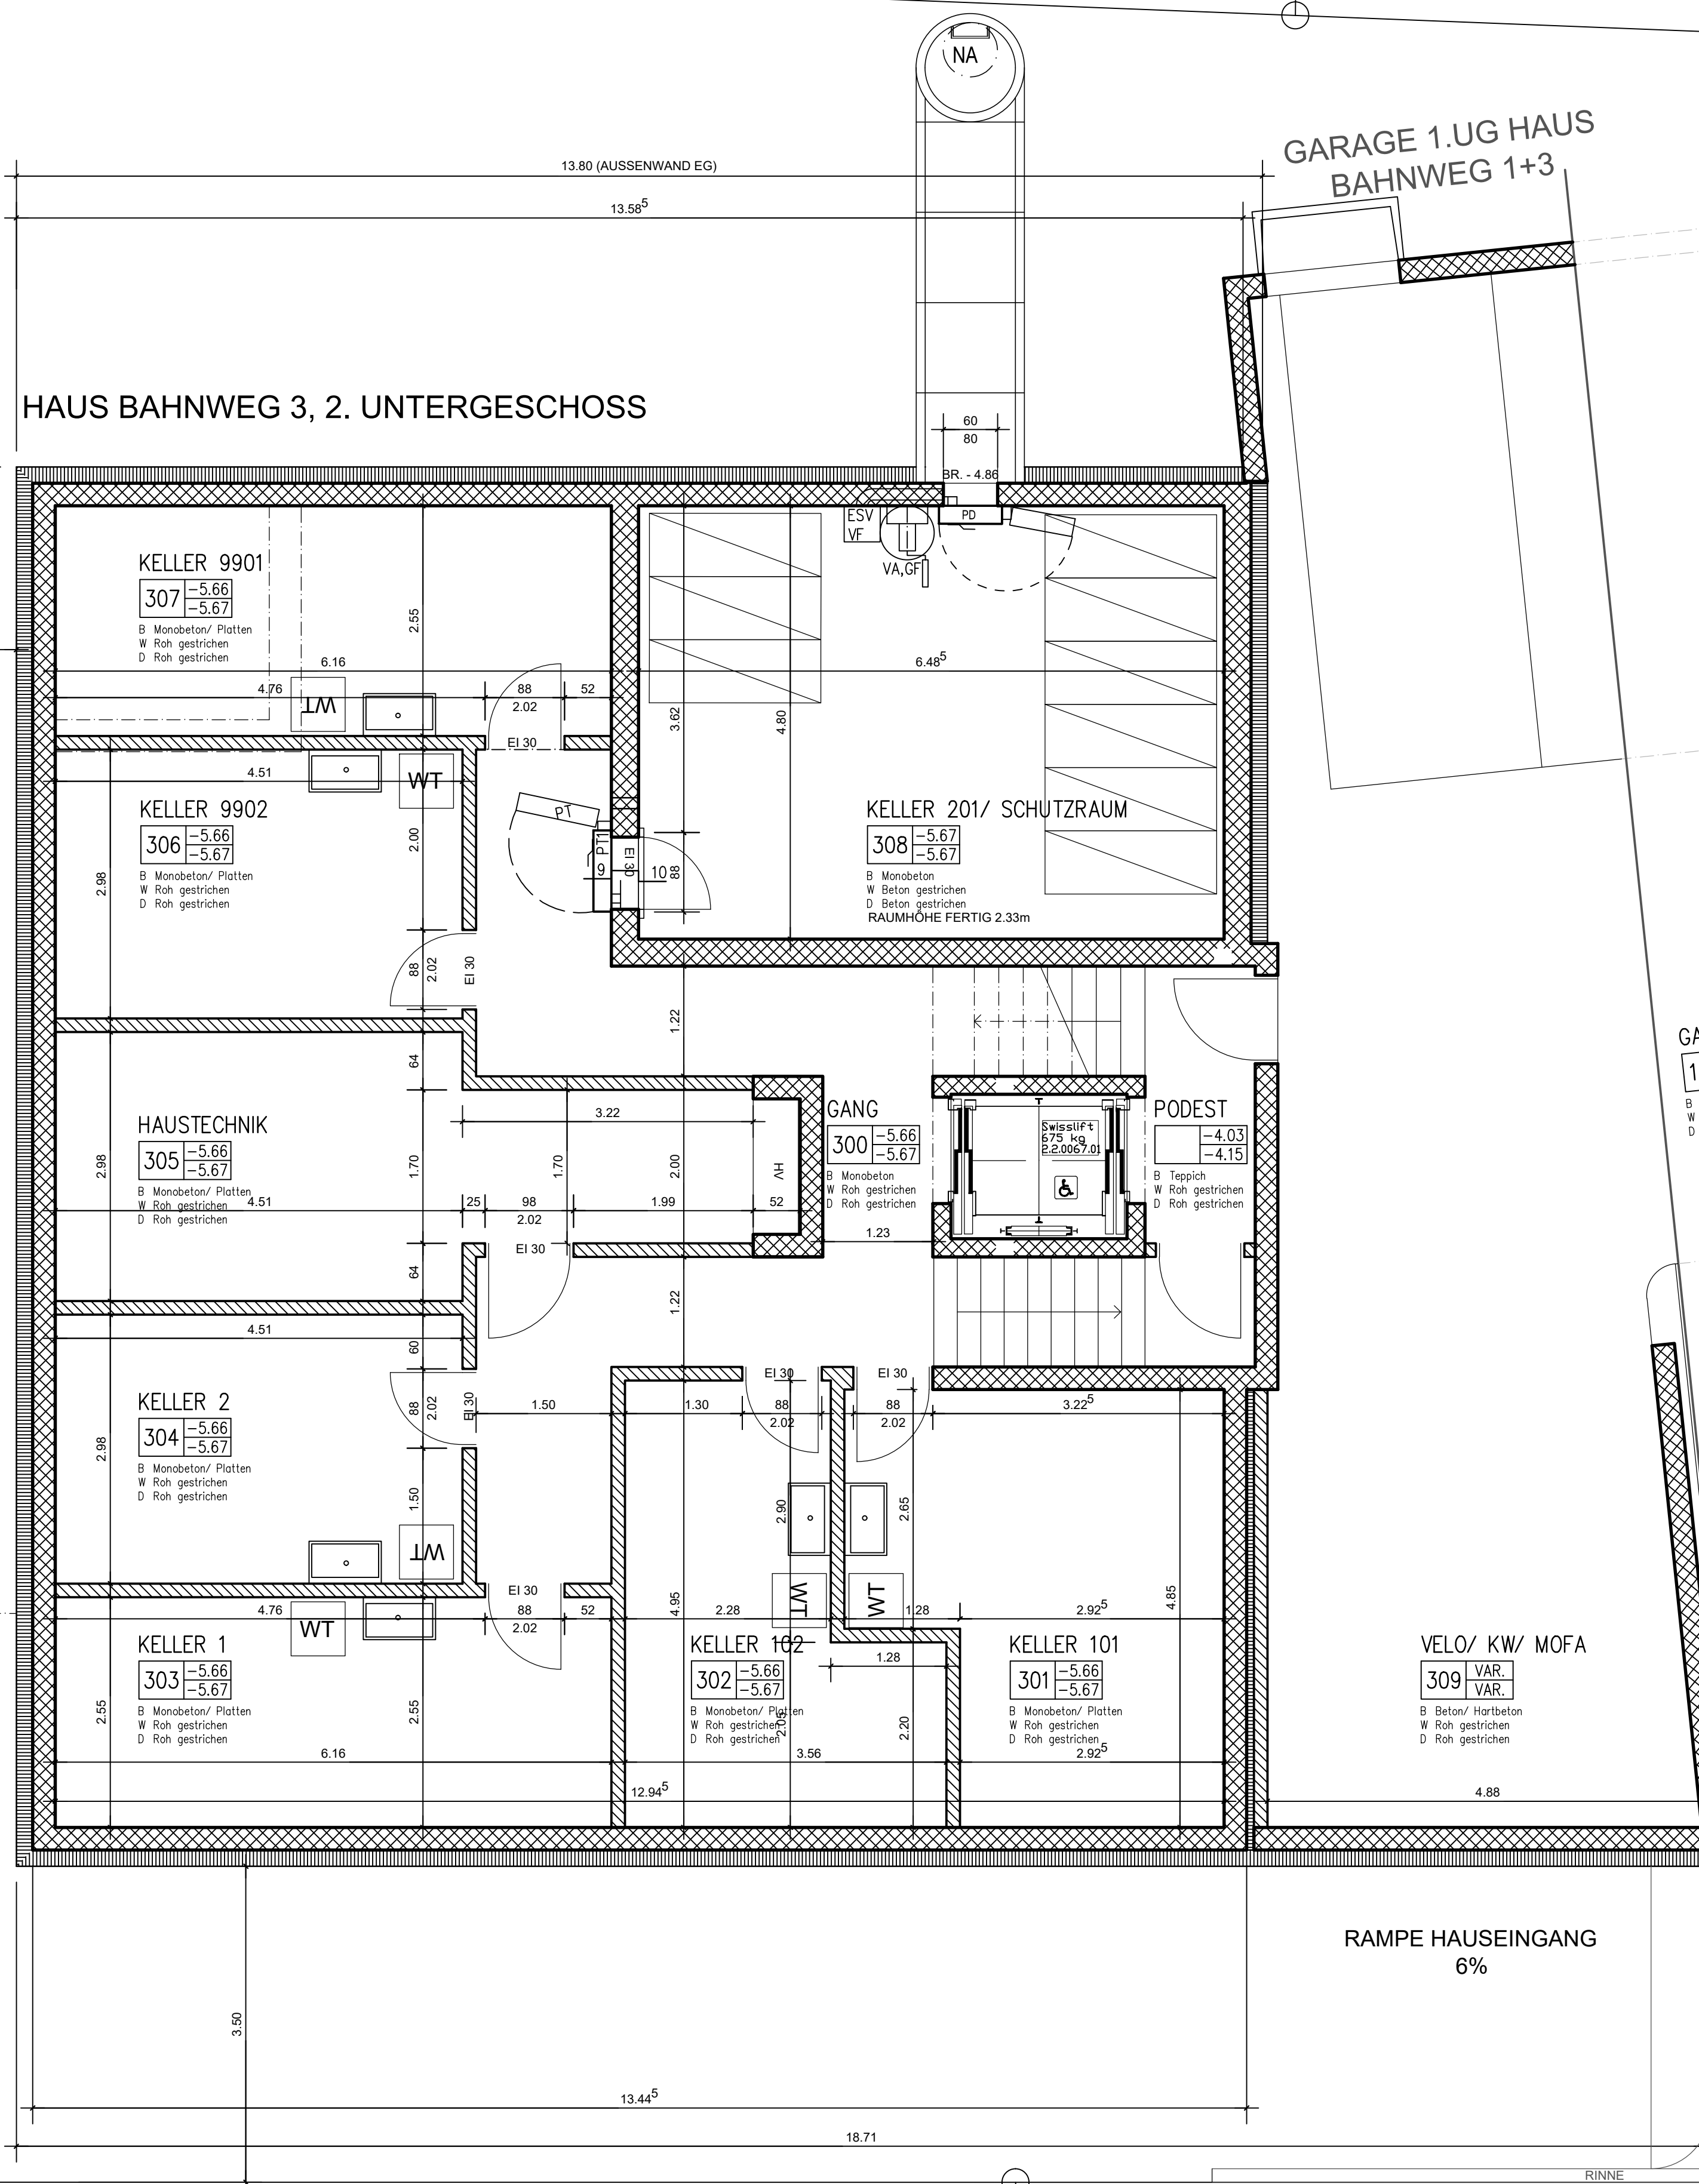 NA
GARAGE 1.UG HAUS
BAHNWEG 1+3
13.80 (AUSSENWAND EG)
13.58⁵
HAUS BAHNWEG 3, 2. UNTERGESCHOSS
60
80
BR. - 4.86
ESV
VF
PD
VA,GF
KELLER 9901
307 -5.66
-5.67
B Monobeton/ Platten
W Roh gestrichen
D Roh gestrichen
2.55
6.16
4.76
WT
88
2.02
52
EI 30
6.48⁵
3.62
4.80
4.51
WT
KELLER 9902
306 -5.66
-5.67
B Monobeton/ Platten
W Roh gestrichen
D Roh gestrichen
2.98
2.00
88
2.02
EI 30
PT
PT1
EI 30
9
10
88
KELLER 201/ SCHUTZRAUM
308 -5.67
-5.67
B Monobeton
W Beton gestrichen
D Beton gestrichen
RAUMHÖHE FERTIG 2.33m
1.22
64
GA
1
B
W
D
HAUSTECHNIK
305 -5.66
-5.67
B Monobeton/ Platten
W Roh gestrichen
D Roh gestrichen
2.98
4.51
1.70
3.22
1.70
2.00
HV
25
98
2.02
1.99
52
EI 30
64
GANG
300 -5.66
-5.67
B Monobeton
W Roh gestrichen
D Roh gestrichen
1.23
Swisslift
675 kg
2.2.0067.01
PODEST
-4.03
-4.15
B Teppich
W Roh gestrichen
D Roh gestrichen
1.22
4.51
60
KELLER 2
304 -5.66
-5.67
B Monobeton/ Platten
W Roh gestrichen
D Roh gestrichen
2.98
88
2.02
EI 30
1.50
WT
1.50
1.30
EI 30
88
2.02
EI 30
88
2.02
3.22⁵
2.90
2.65
WT
WT
4.95
4.85
EI 30
4.76
88
2.02
52
WT
2.28
1.28
2.92⁵
KELLER 1
303 -5.66
-5.67
B Monobeton/ Platten
W Roh gestrichen
D Roh gestrichen
2.55
2.55
6.16
KELLER 102
302 -5.66
-5.67
B Monobeton/ Platten
W Roh gestrichen
D Roh gestrichen
2.05
1.28
2.20
3.56
KELLER 101
301 -5.66
-5.67
B Monobeton/ Platten
W Roh gestrichen
D Roh gestrichen
2.92⁵
VELO/ KW/ MOFA
309 VAR.
VAR.
B Beton/ Hartbeton
W Roh gestrichen
D Roh gestrichen
12.94⁵
4.88
RAMPE HAUSEINGANG
6%
3.50
13.44⁵
18.71
RINNE